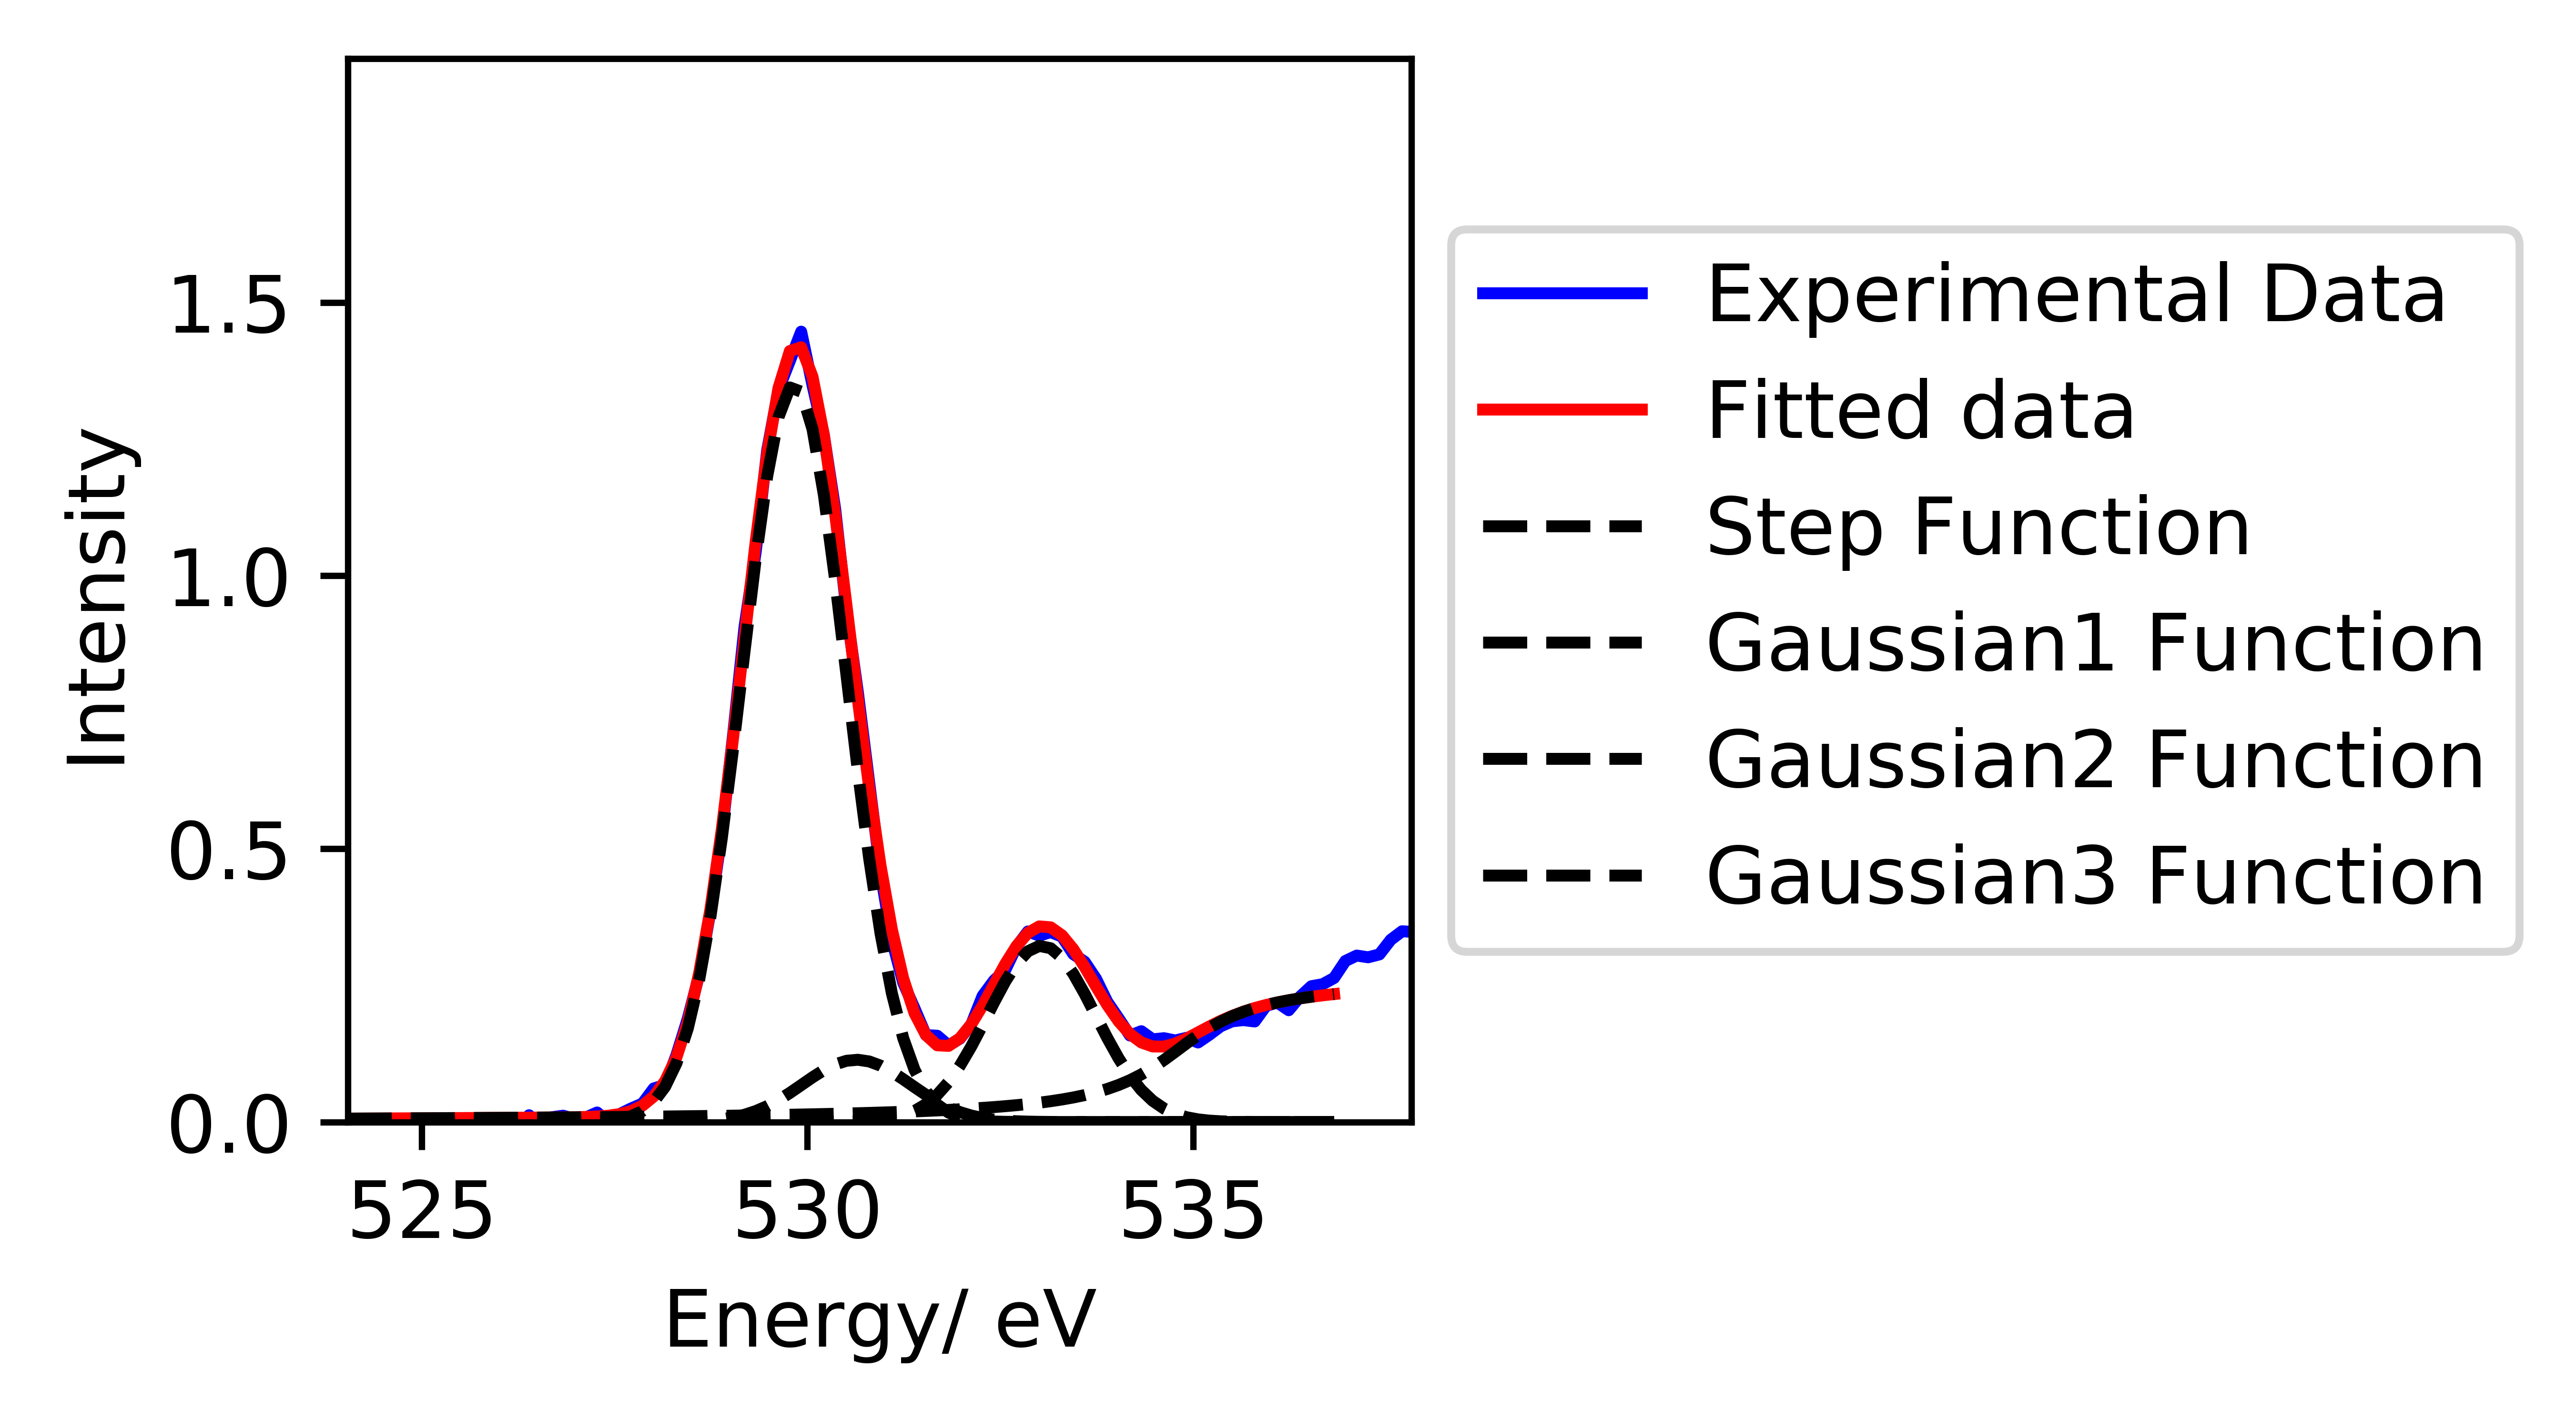 1.5
1.0
0.5
0.0
Intensity
525 530 535
Energy/ eV
Experimental Data
Fitted data
Step Function
Gaussian1 Function
Gaussian2 Function
Gaussian3 Function